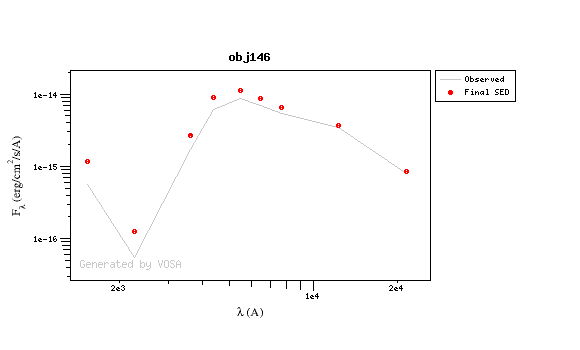 obj146
Observed
Final SED
1e-14
1e-15
1e-16
Fλ (erg/cm²/s/A)
Generated by VOSA
2e3
1e4
2e4
λ (A)